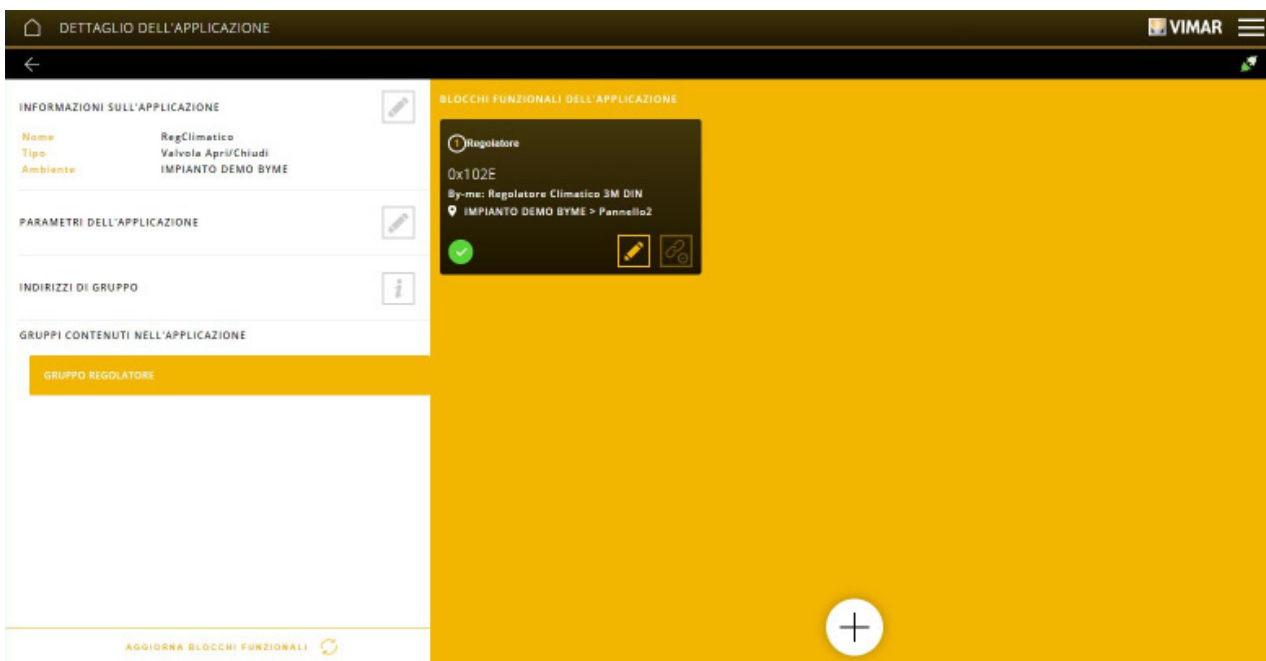 DETTAGLIO DELL'APPLICAZIONE
VIMAR
INFORMAZIONI SULL'APPLICAZIONE
Nome RegClimatico
Tipo Valvola Apri/Chiudi
Ambiente IMPIANTO DEMO BYME
PARAMETRI DELL'APPLICAZIONE
INDIRIZZI DI GRUPPO
i
GRUPPI CONTENUTI NELL'APPLICAZIONE
GRUPPO REGOLATORE
AGGIORNA BLOCCHI FUNZIONALI
BLOCCHI FUNZIONALI DELL'APPLICAZIONE
1 Regolatore
0x102E
By-me: Regolatore Climatico 3M DIN
IMPIANTO DEMO BYME > Pannello2